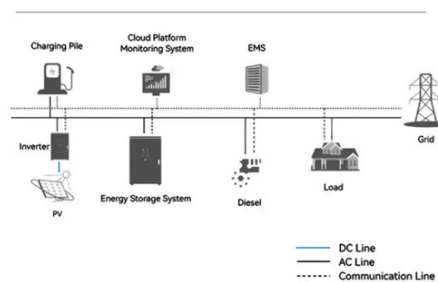 Charging Pile
Cloud Platform
Monitoring System
EMS
Grid
Inverter
PV
Energy Storage System
Diesel
Load
DC Line
AC Line
Communication Line